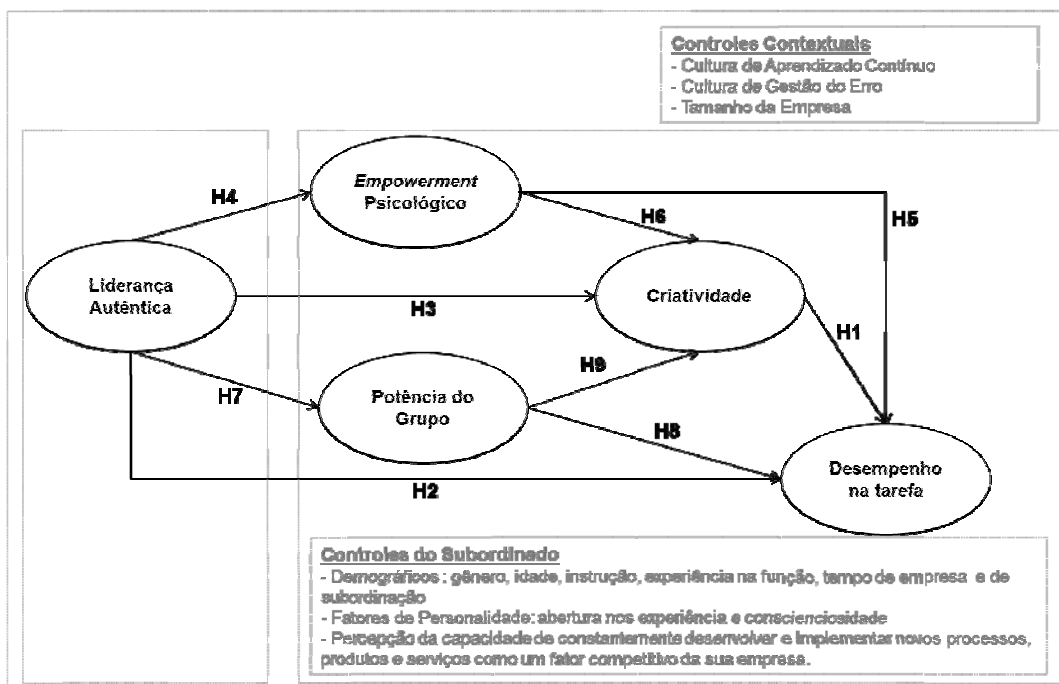 Controles Contextuais
- Cultura de Aprendizado Contínuo
- Cultura de Gestão do Erro
- Tamanho da Empresa
Empowerment
Psicológico
H4
H6
H5
Liderança
Autêntica
Criatividade
H3
H1
H9
H7
Potência do
Grupo
H8
Desempenho
na tarefa
H2
Controles do Subordinado
- Demográficos : gênero, idade, instrução, experiência na função, tempo de empresa e de
subordinação
- Fatores de Personalidade: abertura nos experiência e conscienciosidade
- Percepção da capacidade de constantemente desenvolver e implementar novos processos,
produtos e serviços como um fator competitivo da sua empresa.